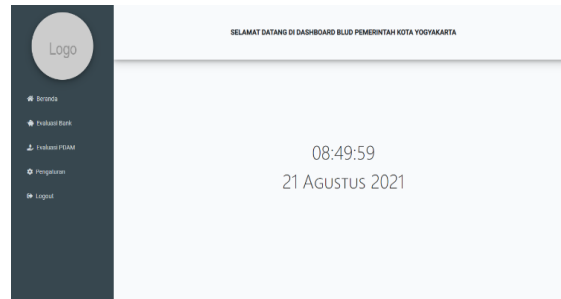 Logo
SELAMAT DATANG DI DASHBOARD BLUD PEMERINTAH KOTA YOGYAKARTA
Beranda
Evaluasi Bank
Evaluasi PDAM
Pengaturan
Logout
08:49:59
21 AGUSTUS 2021